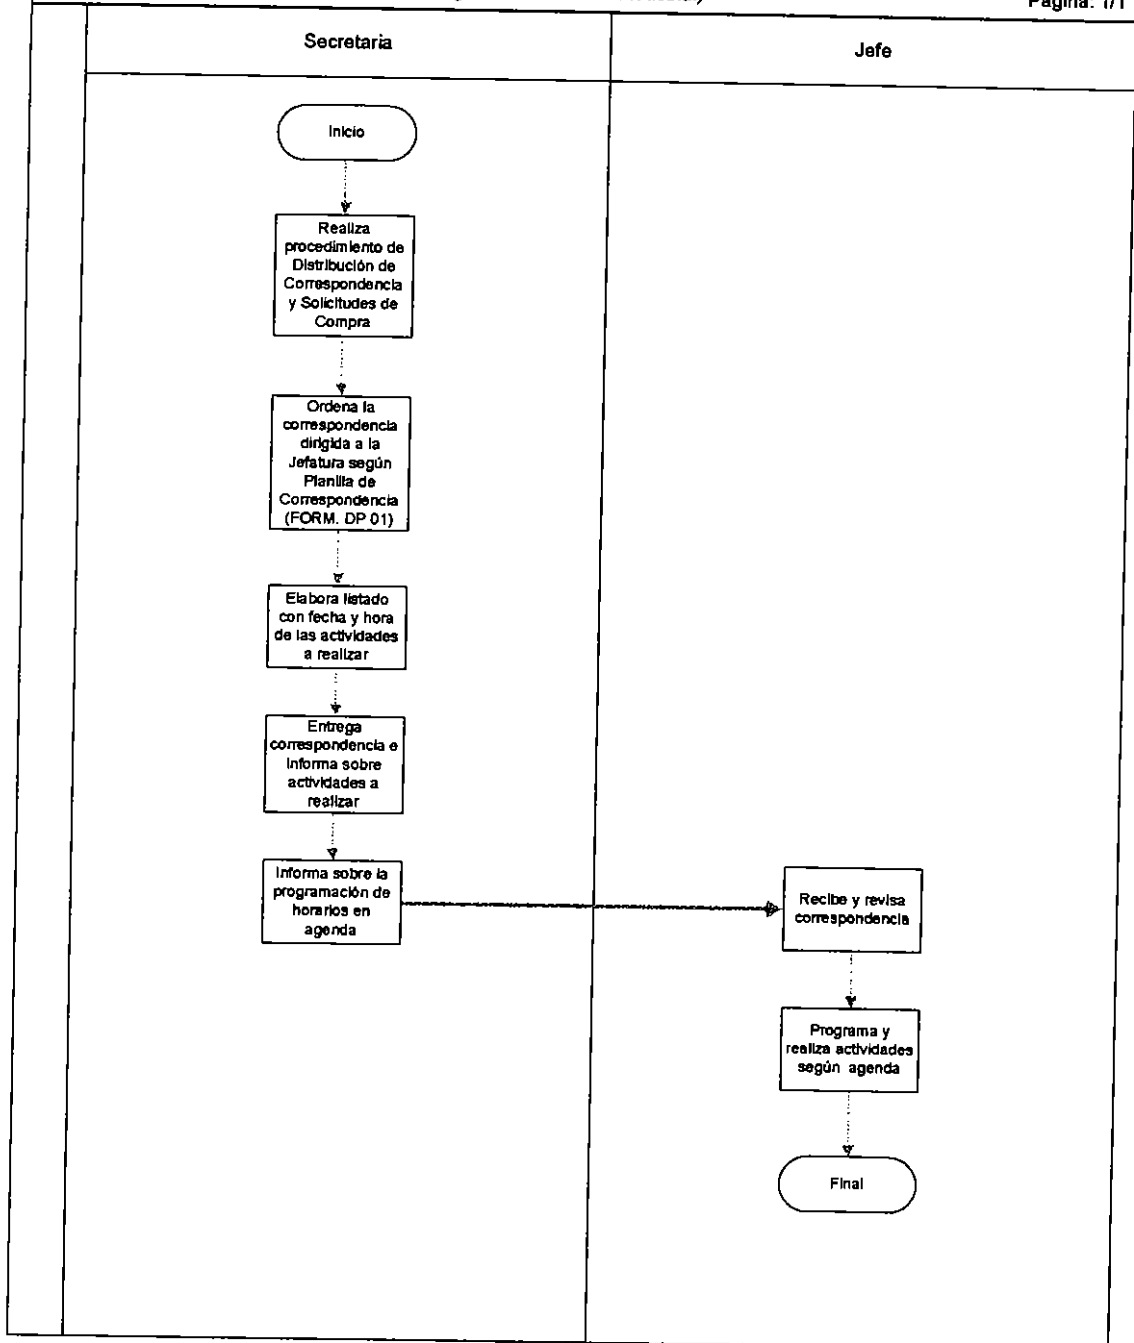 Página: 1/1
Secretaria
Jefe
Inicio
Realiza
procedimiento de
Distribución de
Correspondencia
y Solicitudes de
Compra
Ordena la
correspondencia
dirigida a la
Jefatura según
Planilla de
Correspondencia
(FORM. DP 01)
Elabora listado
con fecha y hora
de las actividades
a realizar
Entrega
correspondencia e
Informa sobre
actividades a
realizar
Informa sobre la
programación de
horarios en
agenda
Recibe y revisa
correspondencia
Programa y
realiza actividades
según agenda
Final